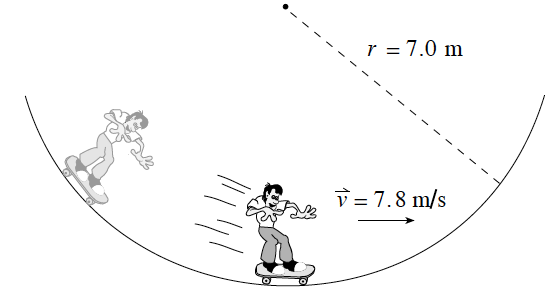 r = 7.0 m
v⃗ = 7.8 m/s